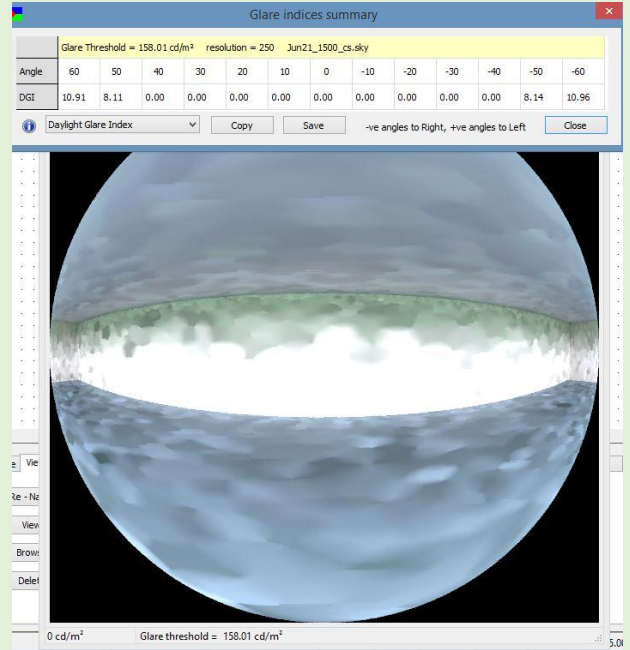 Glare indices summary
Glare Threshold = 158.01 cd/m² resolution = 250 Jun21_1500_cs.sky
Angle 60 50 40 30 20 10 0 -10 -20 -30 -40 -50 -60
DGI 10.91 8.11 0.00 0.00 0.00 0.00 0.00 0.00 0.00 0.00 0.00 8.14 10.96
Daylight Glare Index Copy Save -ve angles to Right, +ve angles to Left Close
Vie
Re - Na
View
Brows
Delet
0 cd/m² Glare threshold = 158.01 cd/m²